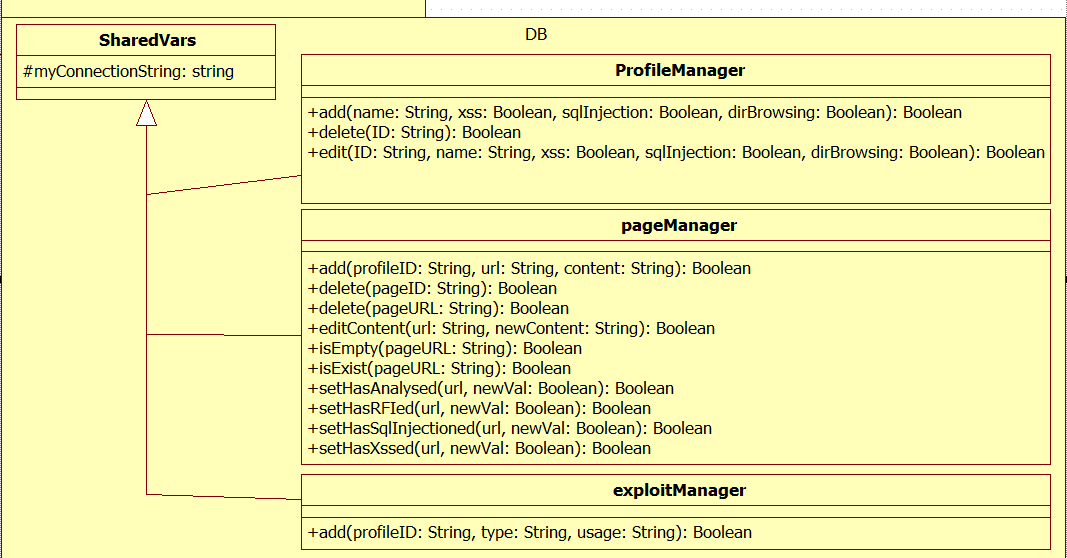 DB
SharedVars
#myConnectionString: string
ProfileManager
+add(name: String, xss: Boolean, sqlInjection: Boolean, dirBrowsing: Boolean): Boolean
+delete(ID: String): Boolean
+edit(ID: String, name: String, xss: Boolean, sqlInjection: Boolean, dirBrowsing: Boolean): Boolean
pageManager
+add(profileID: String, url: String, content: String): Boolean
+delete(pageID: String): Boolean
+delete(pageURL: String): Boolean
+editContent(url: String, newContent: String): Boolean
+isEmpty(pageURL: String): Boolean
+isExist(pageURL: String): Boolean
+setHasAnalysed(url, newVal: Boolean): Boolean
+setHasRFIed(url, newVal: Boolean): Boolean
+setHasSqlInjectioned(url, newVal: Boolean): Boolean
+setHasXssed(url, newVal: Boolean): Boolean
exploitManager
+add(profileID: String, type: String, usage: String): Boolean